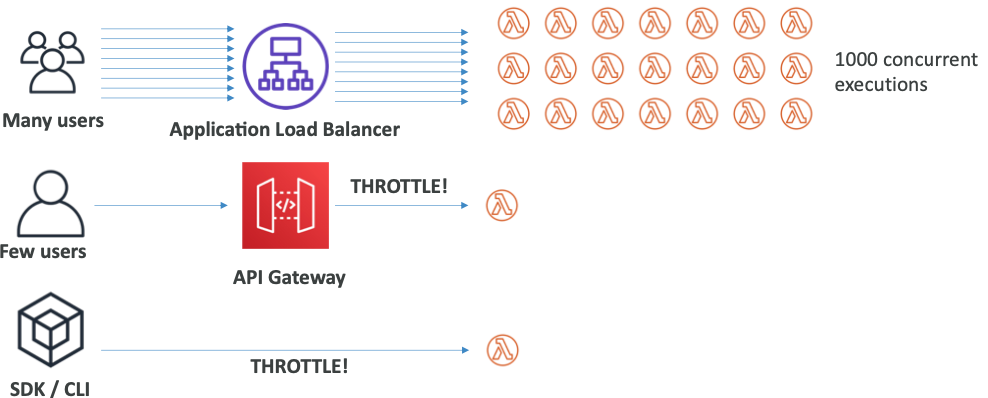 Many users
Application Load Balancer
1000 concurrent
executions
Few users
</>
API Gateway
THROTTLE!
SDK / CLI
THROTTLE!